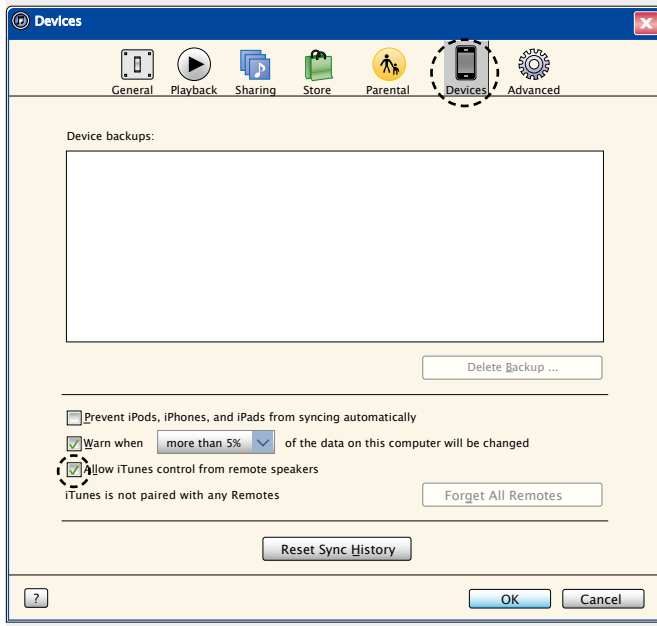 Devices
General Playback Sharing Store Parental Devices Advanced
Device backups:
Delete Backup ...
Prevent iPods, iPhones, and iPads from syncing automatically
Warn when more than 5% of the data on this computer will be changed
Allow iTunes control from remote speakers
iTunes is not paired with any Remotes Forget All Remotes
Reset Sync History
? OK Cancel